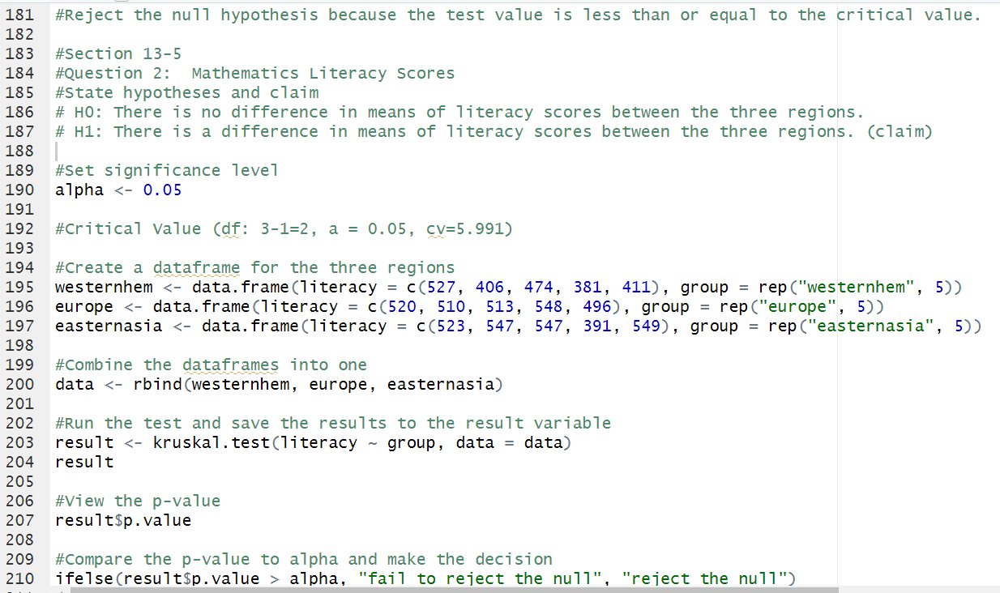 181 #Reject the null hypothesis because the test value is less than or equal to the critical value.
182
183 #Section 13-5
184 #Question 2:  Mathematics Literacy Scores
185 #State hypotheses and claim
186 # H0: There is no difference in means of literacy scores between the three regions.
187 # H1: There is a difference in means of literacy scores between the three regions. (claim)
188
189 #Set significance level
190 alpha <- 0.05
191
192 #Critical Value (df: 3-1=2, a = 0.05, cv=5.991)
193
194 #Create a dataframe for the three regions
195 westernhem <- data.frame(literacy = c(527, 406, 474, 381, 411), group = rep("westernhem", 5))
196 europe <- data.frame(literacy = c(520, 510, 513, 548, 496), group = rep("europe", 5))
197 easternasia <- data.frame(literacy = c(523, 547, 547, 391, 549), group = rep("easternasia", 5))
198
199 #Combine the dataframes into one
200 data <- rbind(westernhem, europe, easternasia)
201
202 #Run the test and save the results to the result variable
203 result <- kruskal.test(literacy ~ group, data = data)
204 result
205
206 #View the p-value
207 result$p.value
208
209 #Compare the p-value to alpha and make the decision
210 ifelse(result$p.value > alpha, "fail to reject the null", "reject the null")